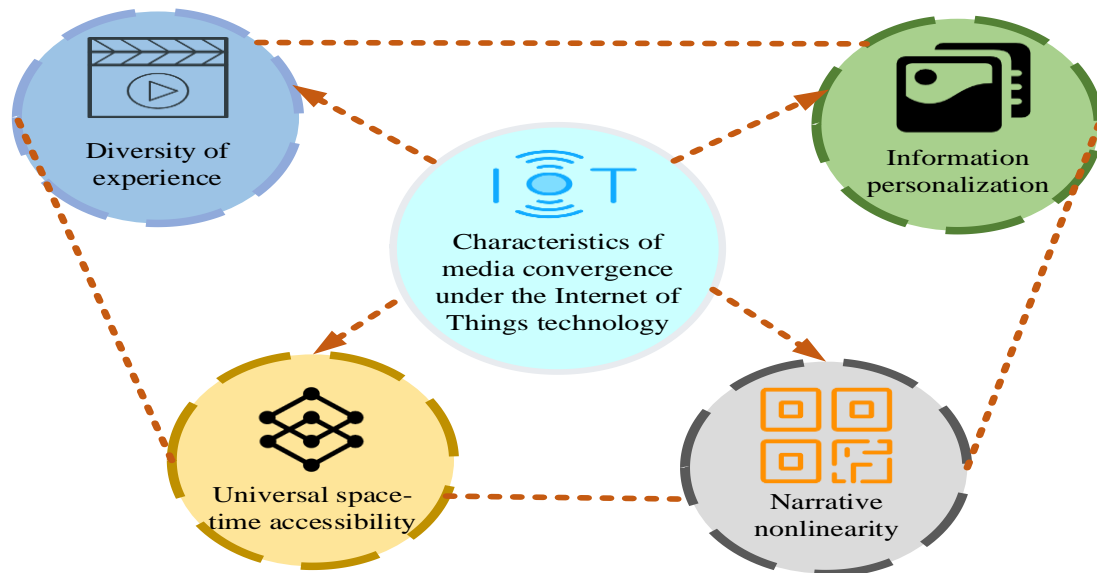 Diversity of
experience
Information
personalization
IOT
Characteristics of
media convergence
under the Internet of
Things technology
Universal space-
time accessibility
Narrative
nonlinearity